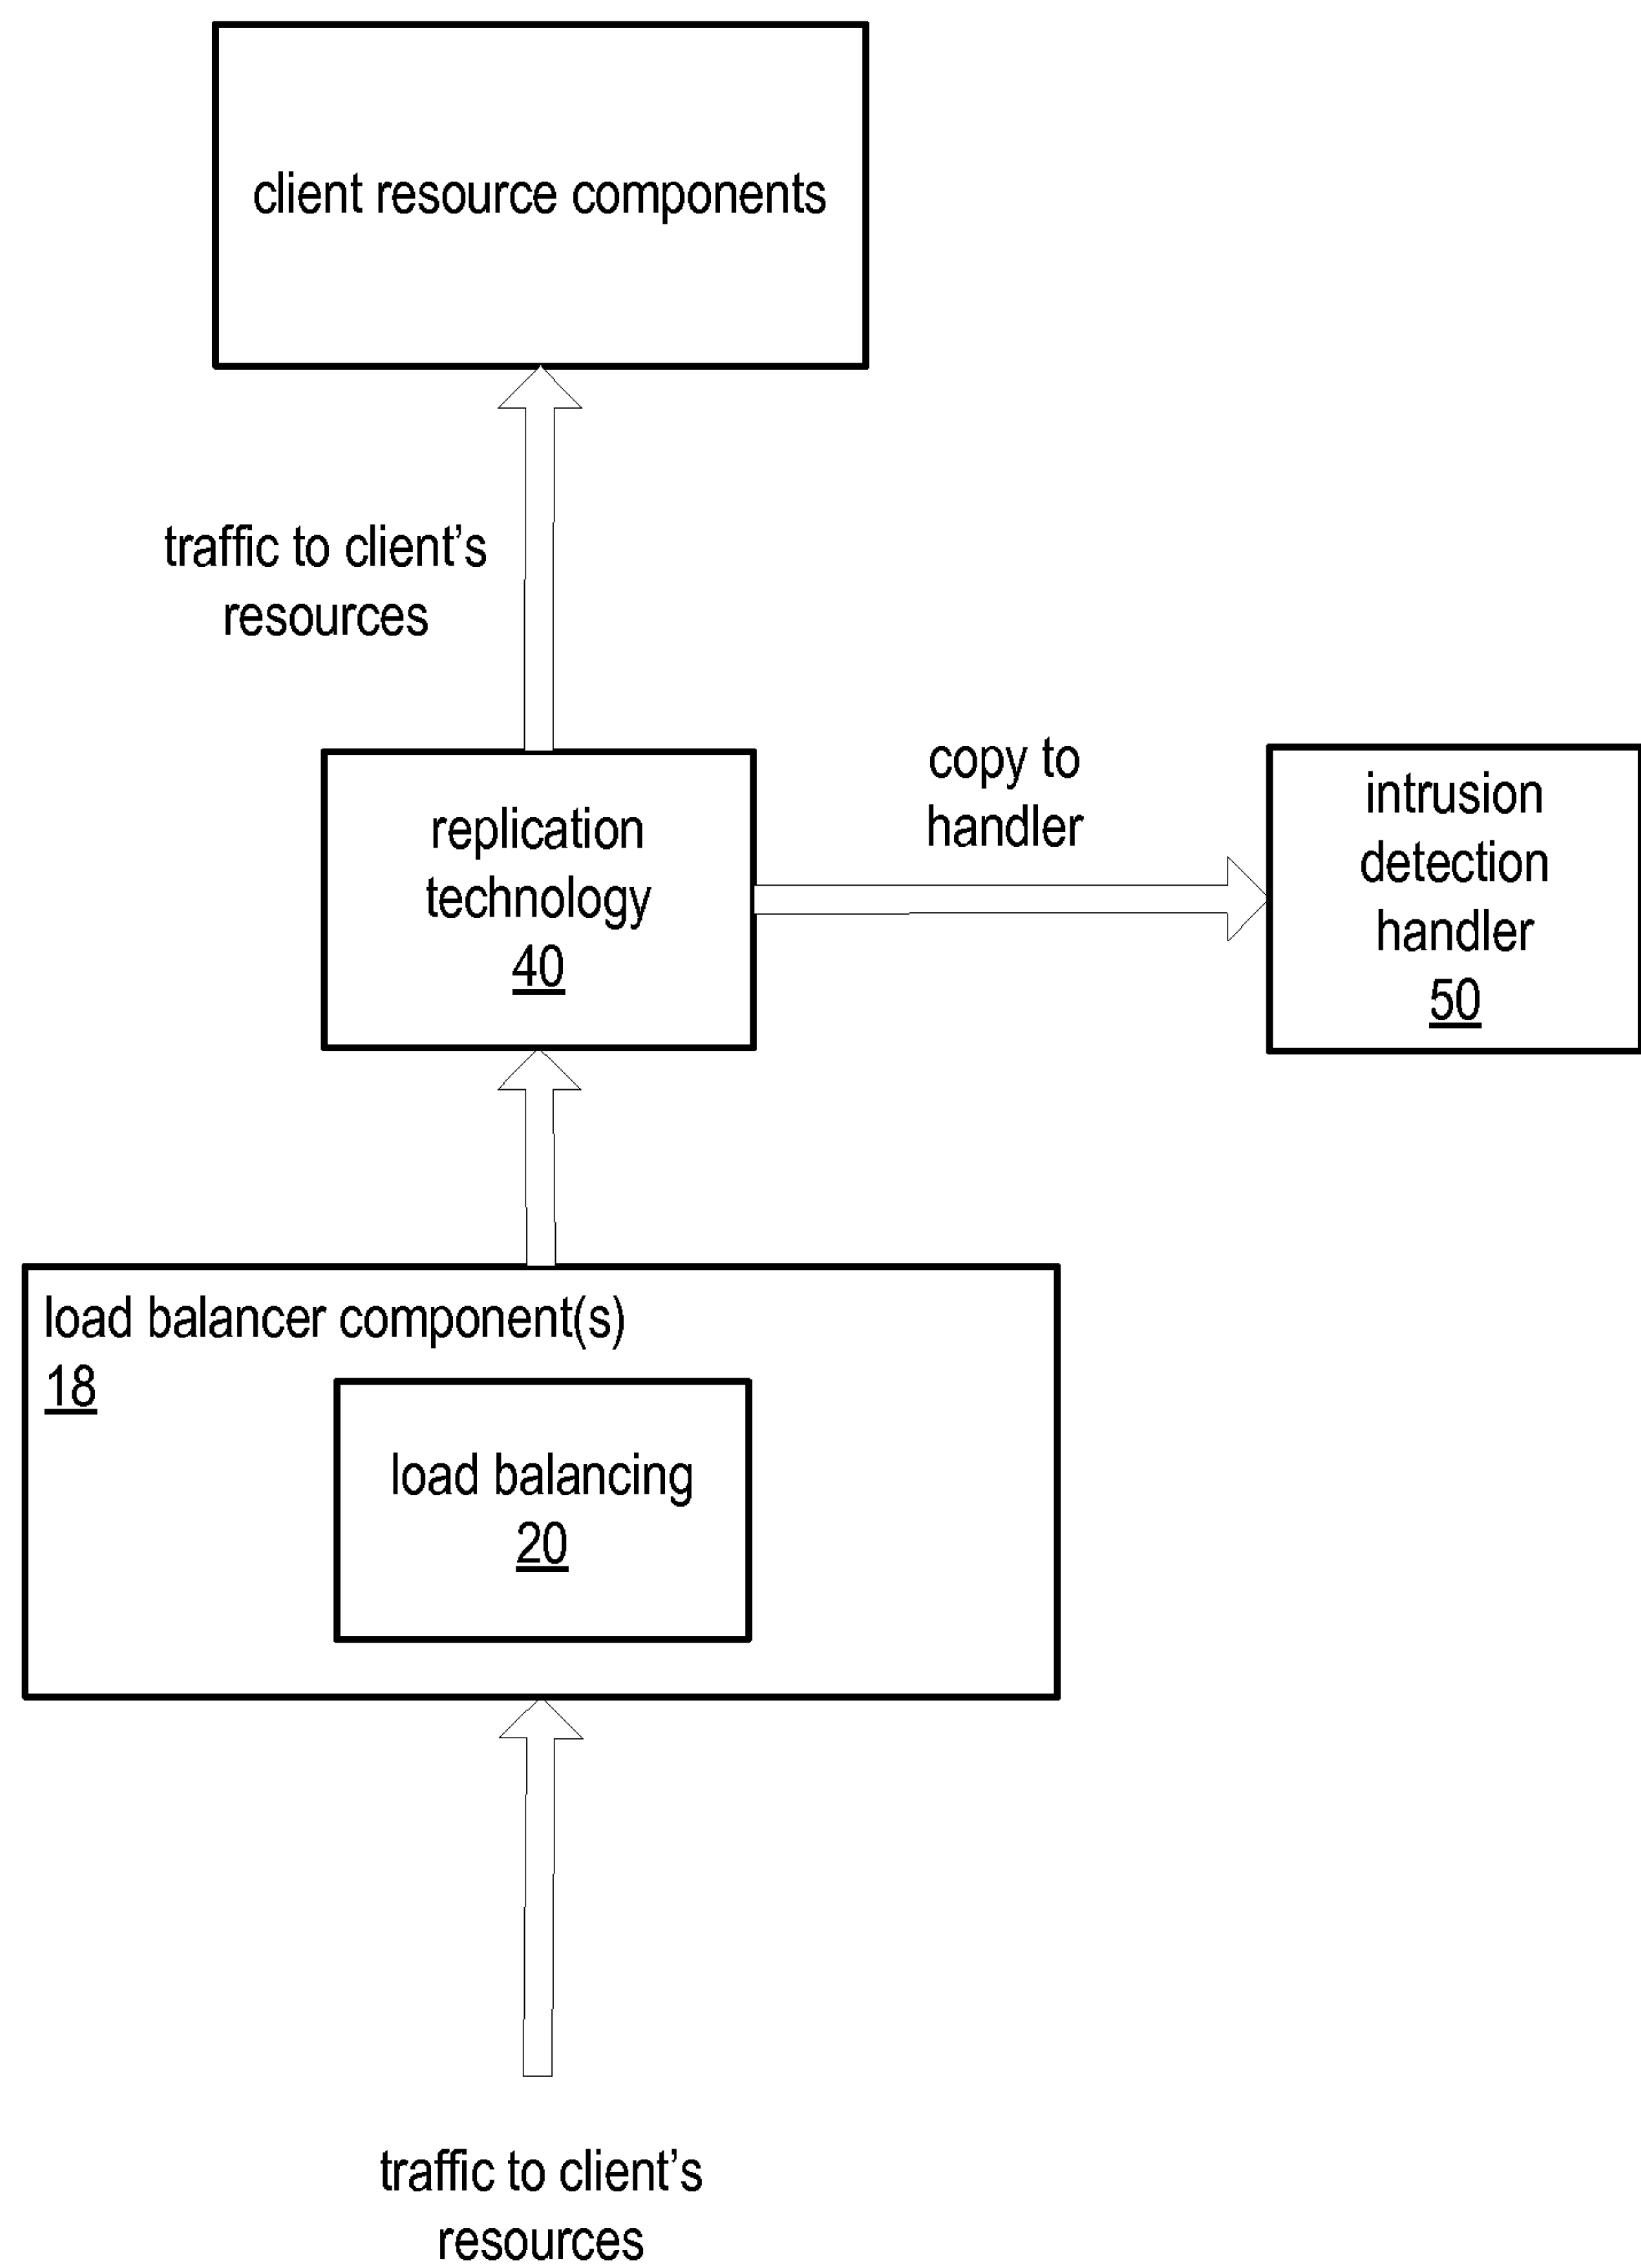 client resource components
traffic to client’s
resources
replication
technology
40
copy to
handler
intrusion
detection
handler
50
load balancer component(s)
18
load balancing
20
traffic to client’s
resources